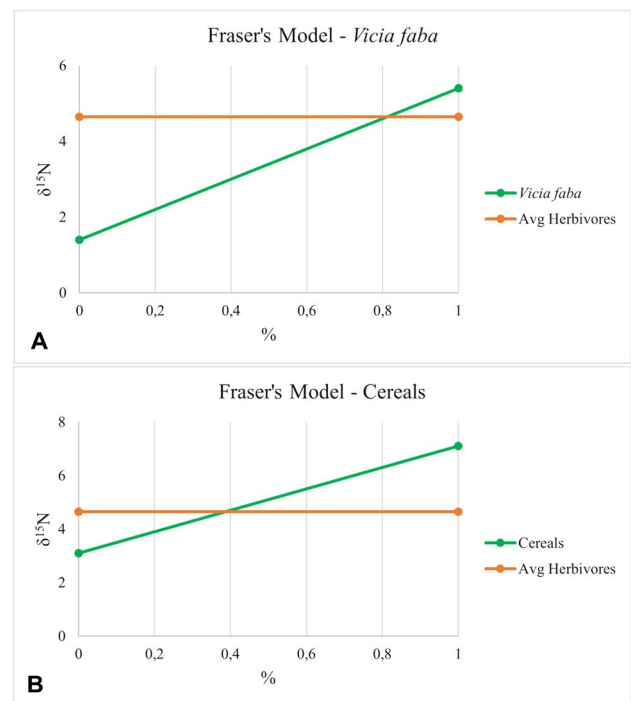 Fraser's Model - Vicia faba
6
4
2
0
δ¹⁵N
0 0,2 0,4 0,6 0,8 1
%
Vicia faba
Avg Herbivores
A
Fraser's Model - Cereals
8
6
4
2
0
δ¹⁵N
0 0,2 0,4 0,6 0,8 1
%
Cereals
Avg Herbivores
B